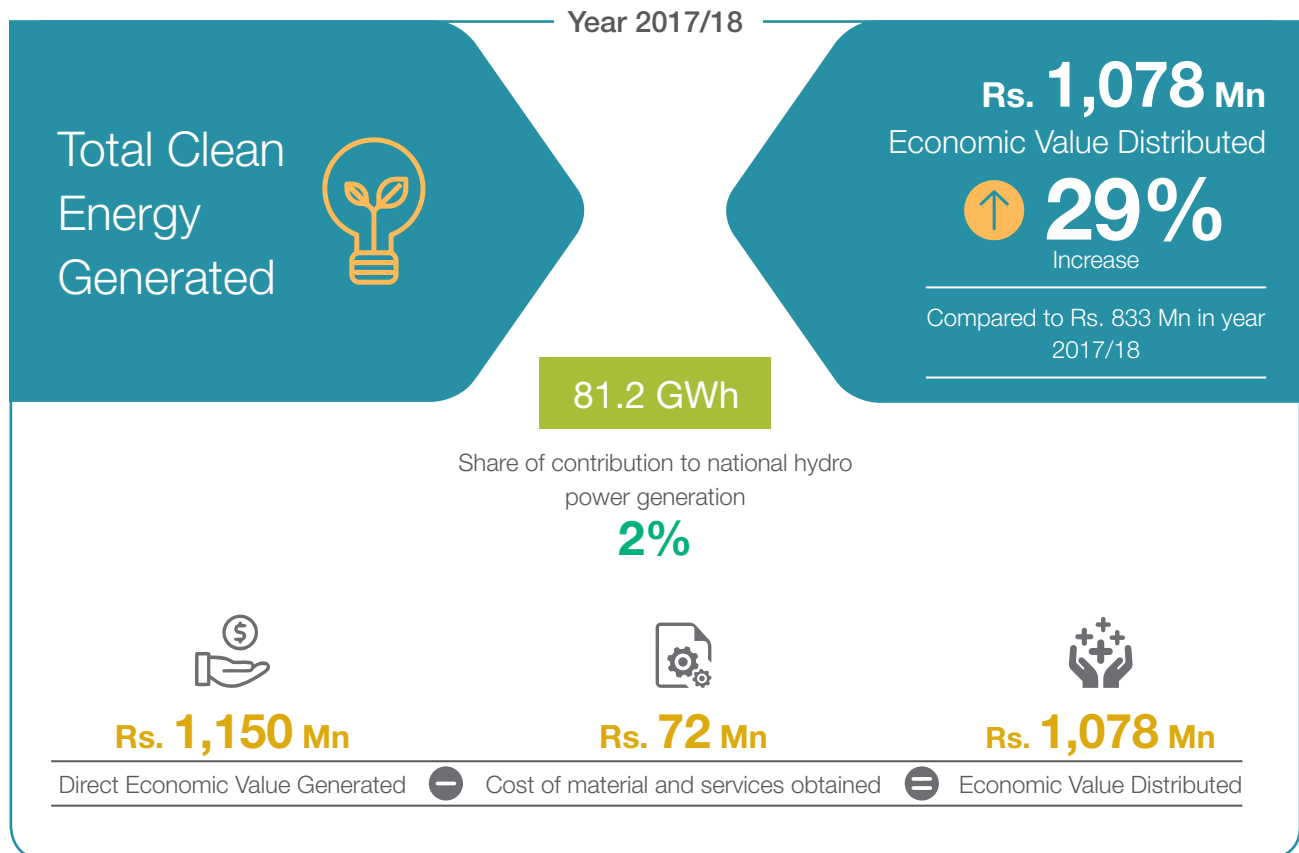 Year 2017/18
Total Clean
Energy
Generated
Rs. 1,078 Mn
Economic Value Distributed
29%
Increase
Compared to Rs. 833 Mn in year
2017/18
81.2 GWh
Share of contribution to national hydro
power generation
2%
$
Rs. 1,150 Mn
Rs. 72 Mn
Rs. 1,078 Mn
Direct Economic Value Generated − Cost of material and services obtained = Economic Value Distributed